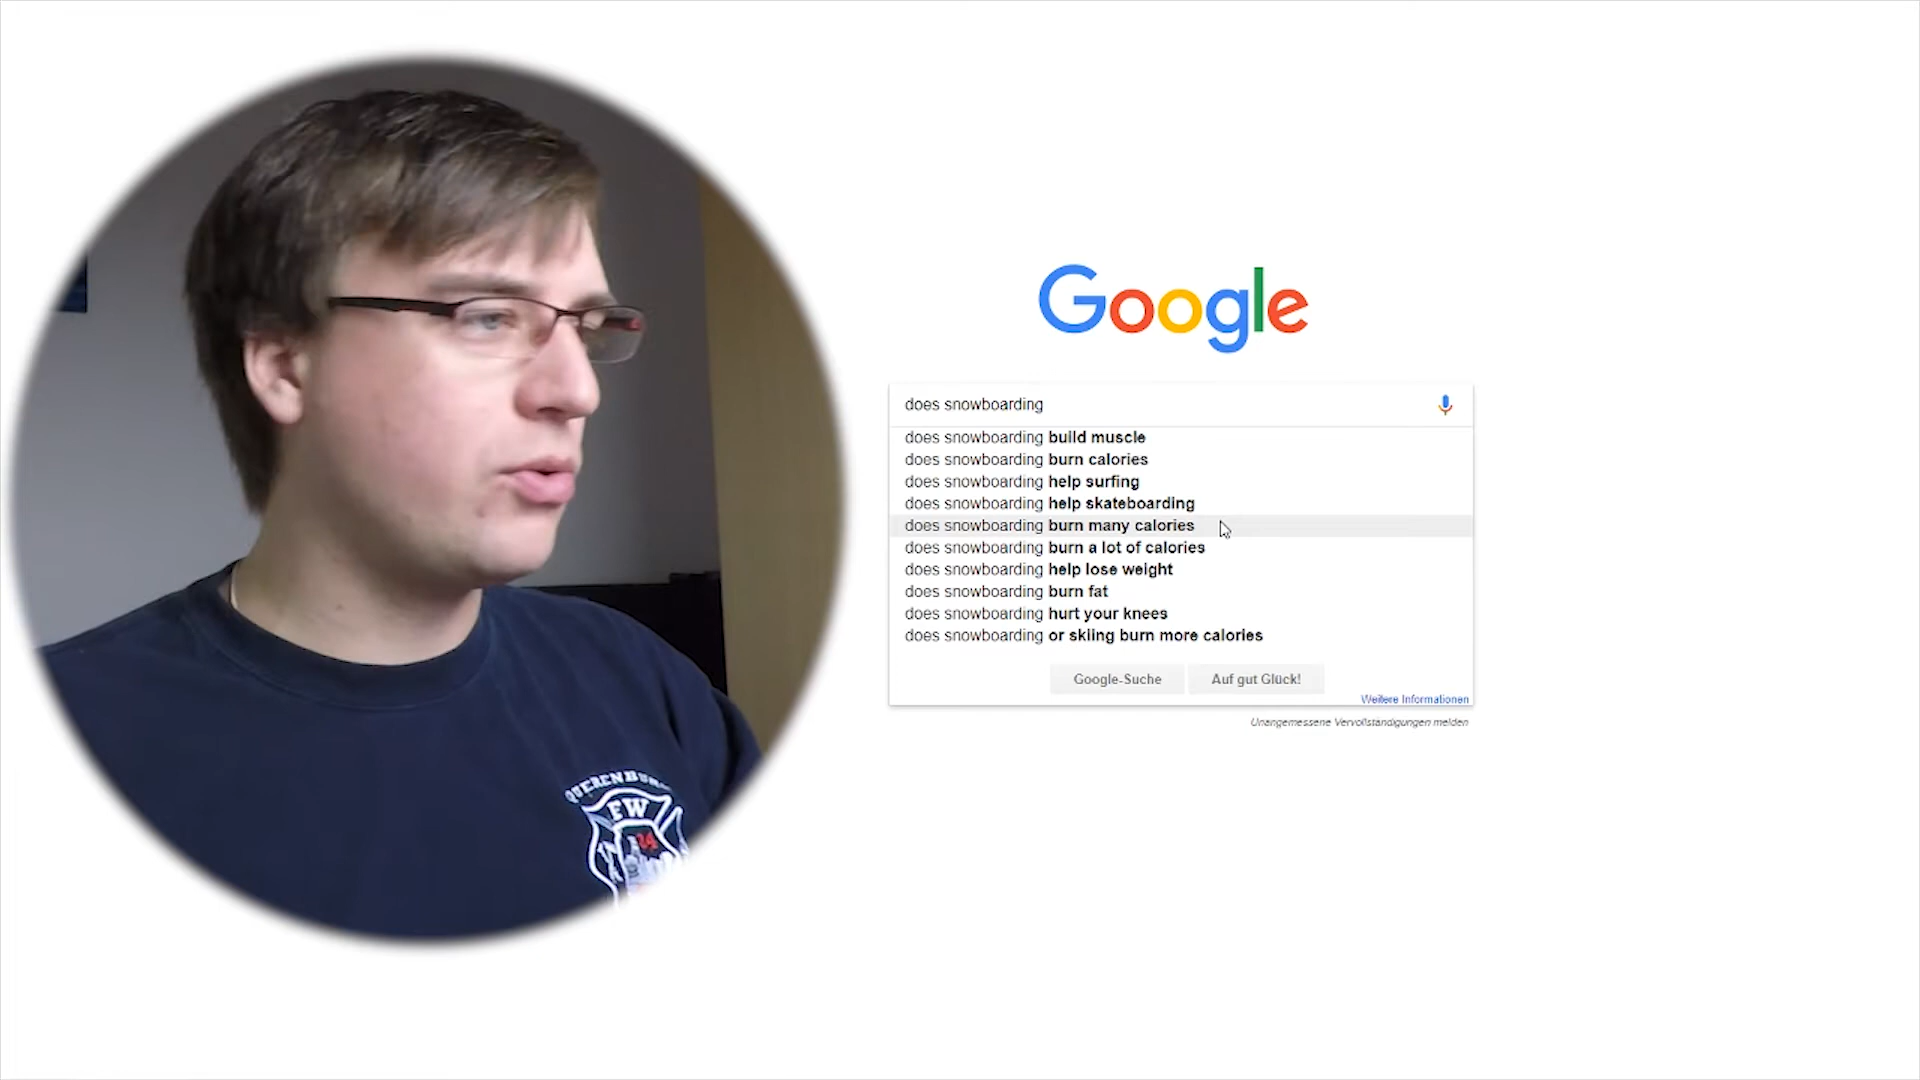 Google
does snowboarding
does snowboarding build muscle
does snowboarding burn calories
does snowboarding help surfing
does snowboarding help skateboarding
does snowboarding burn many calories
does snowboarding burn a lot of calories
does snowboarding help lose weight
does snowboarding burn fat
does snowboarding hurt your knees
does snowboarding or skiing burn more calories
Google-Suche Auf gut Glück!
Weitere Informationen
Unangemessene Vervollständigungen melden
FW